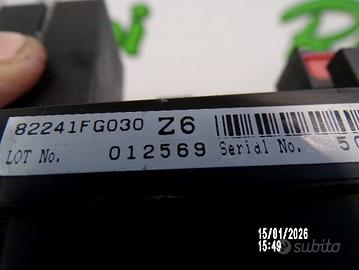 82241FG030 Z6
LOT No. 012569 Serial No. 50
15/01/2026
15:49
subito